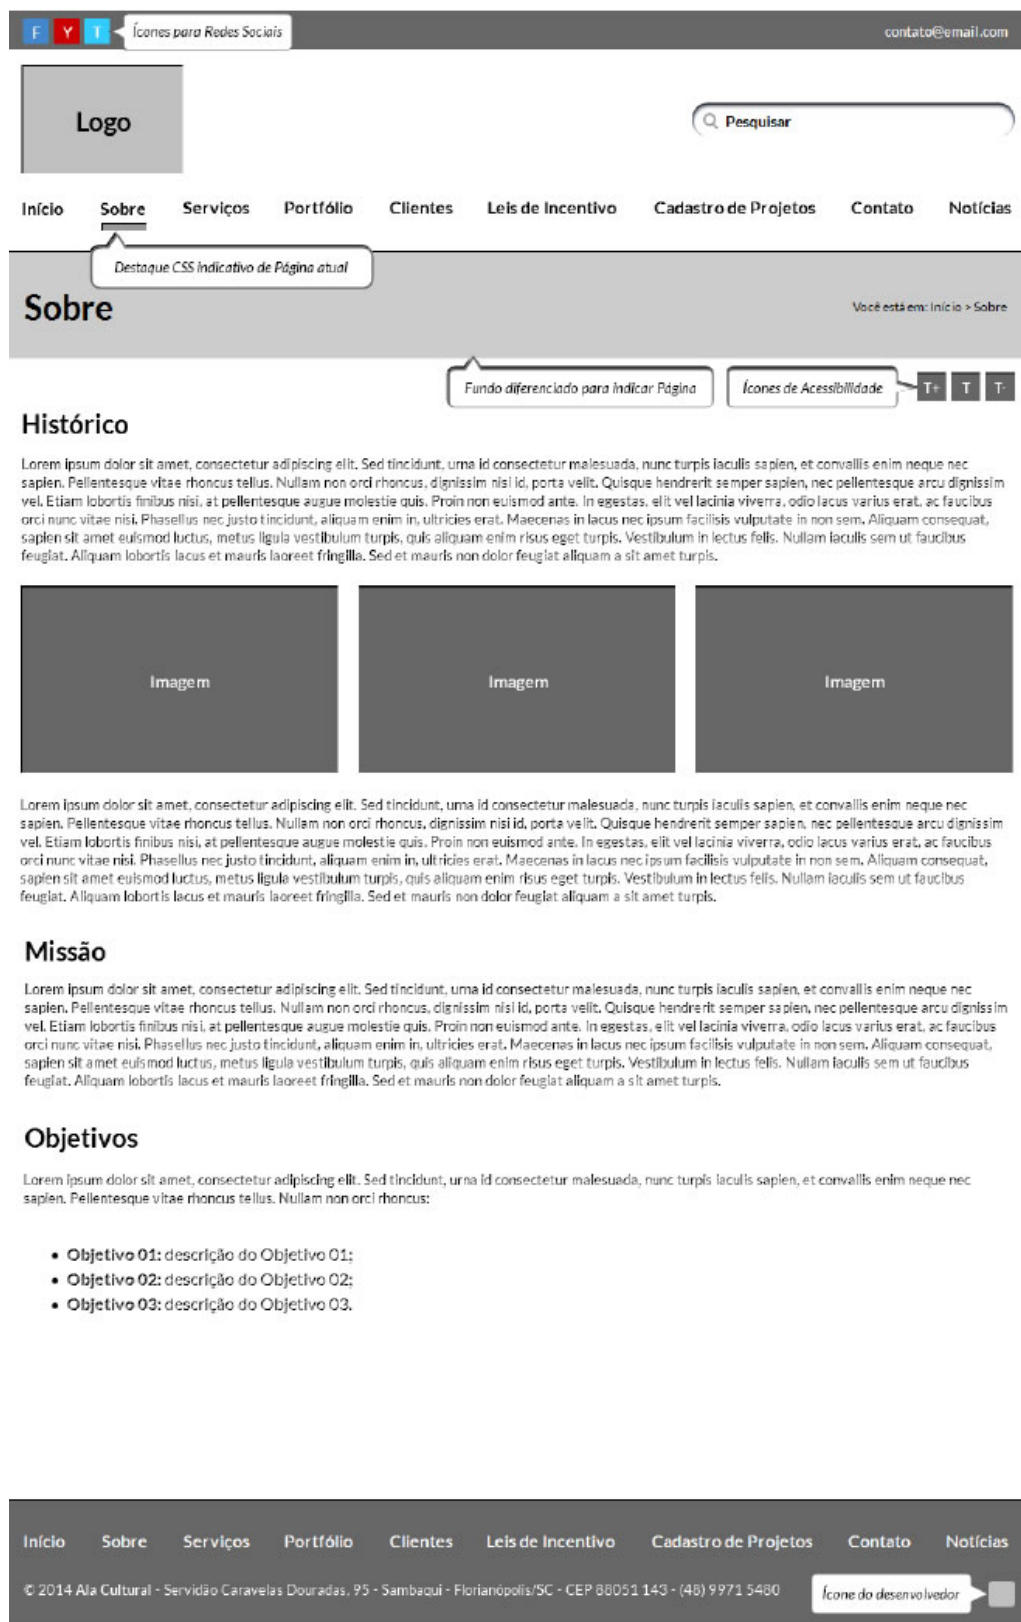 F Y T Ícones para Redes Sociais contato@email.com
Logo
Pesquisar
Início Sobre Serviços Portfólio Clientes Leis de Incentivo Cadastro de Projetos Contato Notícias
Destaque CSS indicativo de Página atual
Sobre
Você está em: Início > Sobre
Fundo diferenciado para indicar Página Ícones de Acessibilidade T+ T T-
Histórico
Lorem ipsum dolor sit amet, consectetur adipiscing elit. Sed tincidunt, urna id consectetur malesuada, nunc turpis iaculis sapien, et convallis enim neque nec
sapien. Pellentesque vitae rhoncus tellus. Nullam non orci rhoncus, dignissim nisi id, porta velit. Quisque hendrerit semper sapien, nec pellentesque arcu dignissim
vel. Etiam lobortis finibus nisi, at pellentesque augue molestie quis. Proin non euismod ante. In egestas, elit vel lacinia viverra, odio lacus varius erat, ac faucibus
orci nunc vitae nisi. Phasellus nec justo tincidunt, aliquam enim in, ultricies erat. Maecenas in lacus nec ipsum facilisis vulputate in non sem. Aliquam consequat,
sapien sit amet euismod luctus, metus ligula vestibulum turpis, quis aliquam enim risus eget turpis. Vestibulum in lectus felis. Nullam iaculis sem ut faucibus
feugiat. Aliquam lobortis lacus et mauris laoreet fringilla. Sed et mauris non dolor feugiat aliquam a sit amet turpis.
Imagem Imagem Imagem
Lorem ipsum dolor sit amet, consectetur adipiscing elit. Sed tincidunt, urna id consectetur malesuada, nunc turpis iaculis sapien, et convallis enim neque nec
sapien. Pellentesque vitae rhoncus tellus. Nullam non orci rhoncus, dignissim nisi id, porta velit. Quisque hendrerit semper sapien, nec pellentesque arcu dignissim
vel. Etiam lobortis finibus nisi, at pellentesque augue molestie quis. Proin non euismod ante. In egestas, elit vel lacinia viverra, odio lacus varius erat, ac faucibus
orci nunc vitae nisi. Phasellus nec justo tincidunt, aliquam enim in, ultricies erat. Maecenas in lacus nec ipsum facilisis vulputate in non sem. Aliquam consequat,
sapien sit amet euismod luctus, metus ligula vestibulum turpis, quis aliquam enim risus eget turpis. Vestibulum in lectus felis. Nullam iaculis sem ut faucibus
feugiat. Aliquam lobortis lacus et mauris laoreet fringilla. Sed et mauris non dolor feugiat aliquam a sit amet turpis.
Missão
Lorem ipsum dolor sit amet, consectetur adipiscing elit. Sed tincidunt, urna id consectetur malesuada, nunc turpis iaculis sapien, et convallis enim neque nec
sapien. Pellentesque vitae rhoncus tellus. Nullam non orci rhoncus, dignissim nisi id, porta velit. Quisque hendrerit semper sapien, nec pellentesque arcu dignissim
vel. Etiam lobortis finibus nisi, at pellentesque augue molestie quis. Proin non euismod ante. In egestas, elit vel lacinia viverra, odio lacus varius erat, ac faucibus
orci nunc vitae nisi. Phasellus nec justo tincidunt, aliquam enim in, ultricies erat. Maecenas in lacus nec ipsum facilisis vulputate in non sem. Aliquam consequat,
sapien sit amet euismod luctus, metus ligula vestibulum turpis, quis aliquam enim risus eget turpis. Vestibulum in lectus felis. Nullam iaculis sem ut faucibus
feugiat. Aliquam lobortis lacus et mauris laoreet fringilla. Sed et mauris non dolor feugiat aliquam a sit amet turpis.
Objetivos
Lorem ipsum dolor sit amet, consectetur adipiscing elit. Sed tincidunt, urna id consectetur malesuada, nunc turpis iaculis sapien, et convallis enim neque nec
sapien. Pellentesque vitae rhoncus tellus. Nullam non orci rhoncus:
• Objetivo 01: descrição do Objetivo 01;
• Objetivo 02: descrição do Objetivo 02;
• Objetivo 03: descrição do Objetivo 03.
Início Sobre Serviços Portfólio Clientes Leis de Incentivo Cadastro de Projetos Contato Notícias
© 2014 Ala Cultural - Servidão Caravelas Douradas, 95 - Sambaqui - Florianópolis/SC - CEP 88051 143 - (48) 9971 5480 Ícone do desenvolvedor